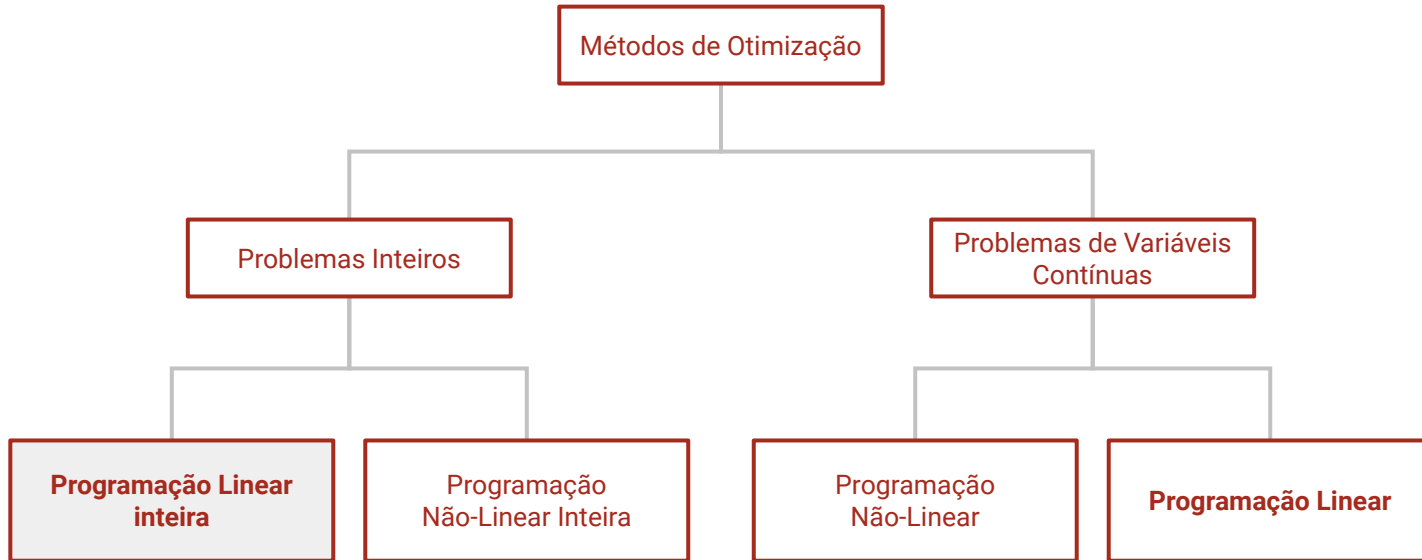 Métodos de Otimização
Problemas Inteiros
Problemas de Variáveis
Contínuas
Programação Linear
inteira
Programação
Não-Linear Inteira
Programação
Não-Linear
Programação Linear